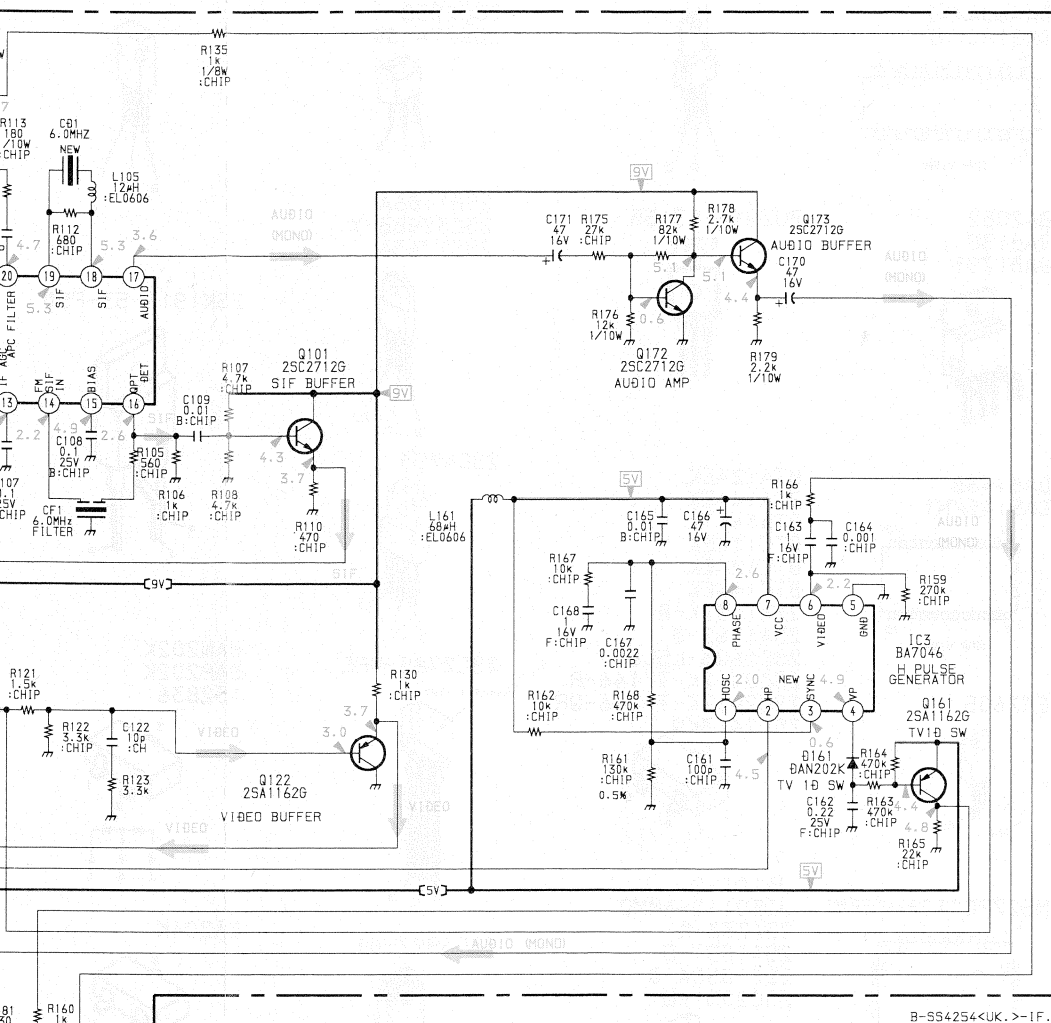 R135
1k
1/8W
:CHIP
R113
180
/10W
:CHIP
CD1
6.0MHZ
NEW
L105
12μH
:EL0606
R112
680
:CHIP
4.7
5.3
3.6
AUDIO
(MONO)
9V
C171
47
16V
R175
27k
:CHIP
R177
82k
1/10W
R178
2.7k
1/10W
Q173
2SC2712G
AUDIO BUFFER
C170
47
16V
AUDIO
(MONO)
5.1
5.1
4.4
0.6
R176
12k
1/10W
Q172
2SC2712G
AUDIO AMP
R179
2.2k
1/10W
20
19
18
17
APC FILTER
SIF
SIF
AUDIO
5.3
IF AGC
FM
SIF
IN
BIAS
QPT
DET
13
14
15
16
2.2
4.9
2.6
SIF
C108
0.1
25V
B:CHIP
R105
560
:CHIP
C109
0.01
B:CHIP
R107
4.7k
:CHIP
Q101
2SC2712G
SIF BUFFER
9V
4.3
3.7
R106
1k
:CHIP
R108
4.7k
:CHIP
R110
470
:CHIP
SIF
CF1
6.0MHz
FILTER
[9V]
5V
L161
68μH
:EL0606
C165
0.01
B:CHIP
C166
47
16V
R166
1k
:CHIP
C163
1
16V
F:CHIP
C164
0.001
:CHIP
AUDIO
(MONO)
R167
10k
:CHIP
C168
1
16V
F:CHIP
C167
0.0022
:CHIP
2.6
2.2
R159
270k
:CHIP
8
7
6
5
PHASE
VCC
VIDEO
GND
IC3
BA7046
H PULSE
GENERATOR
HOSC
HP
NEW
SYNC
VP
2.0
4.9
1
2
3
4
0.6
4.5
R162
10k
:CHIP
R168
470k
:CHIP
R161
130k
:CHIP
0.5%
C161
100p
:CHIP
D161
DAN202K
TV ID SW
C162
0.22
25V
F:CHIP
R164
470k
:CHIP
R163
470k
:CHIP
Q161
2SA1162G
TVID SW
4.4
4.8
R165
22k
:CHIP
5V
[5V]
R121
1.5k
:CHIP
R122
3.3k
:CHIP
C122
10p
:CH
R123
3.3k
VIDEO
VIDEO
VIDEO
R130
1k
:CHIP
3.7
3.0
Q122
2SA1162G
VIDEO BUFFER
AUDIO (MONO)
R160
1k
B-SS4254<UK.>-IF.